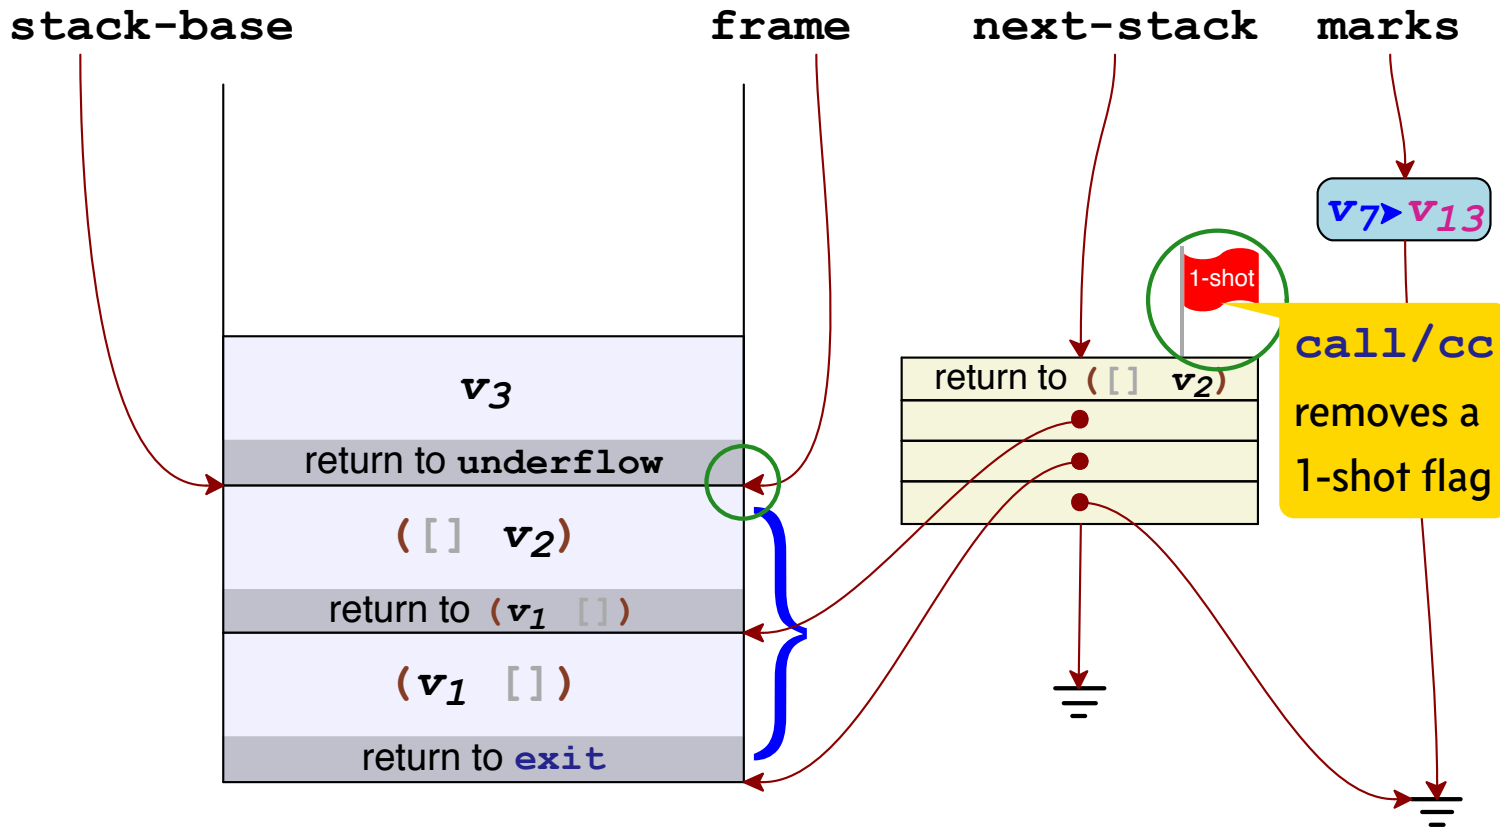 stack-base frame next-stack marks
v7➤v13
1-shot
call/cc
removes a
1-shot flag
v3
return to underflow
([] v2)
return to (v1 [])
(v1 [])
return to exit
return to ([] v2)